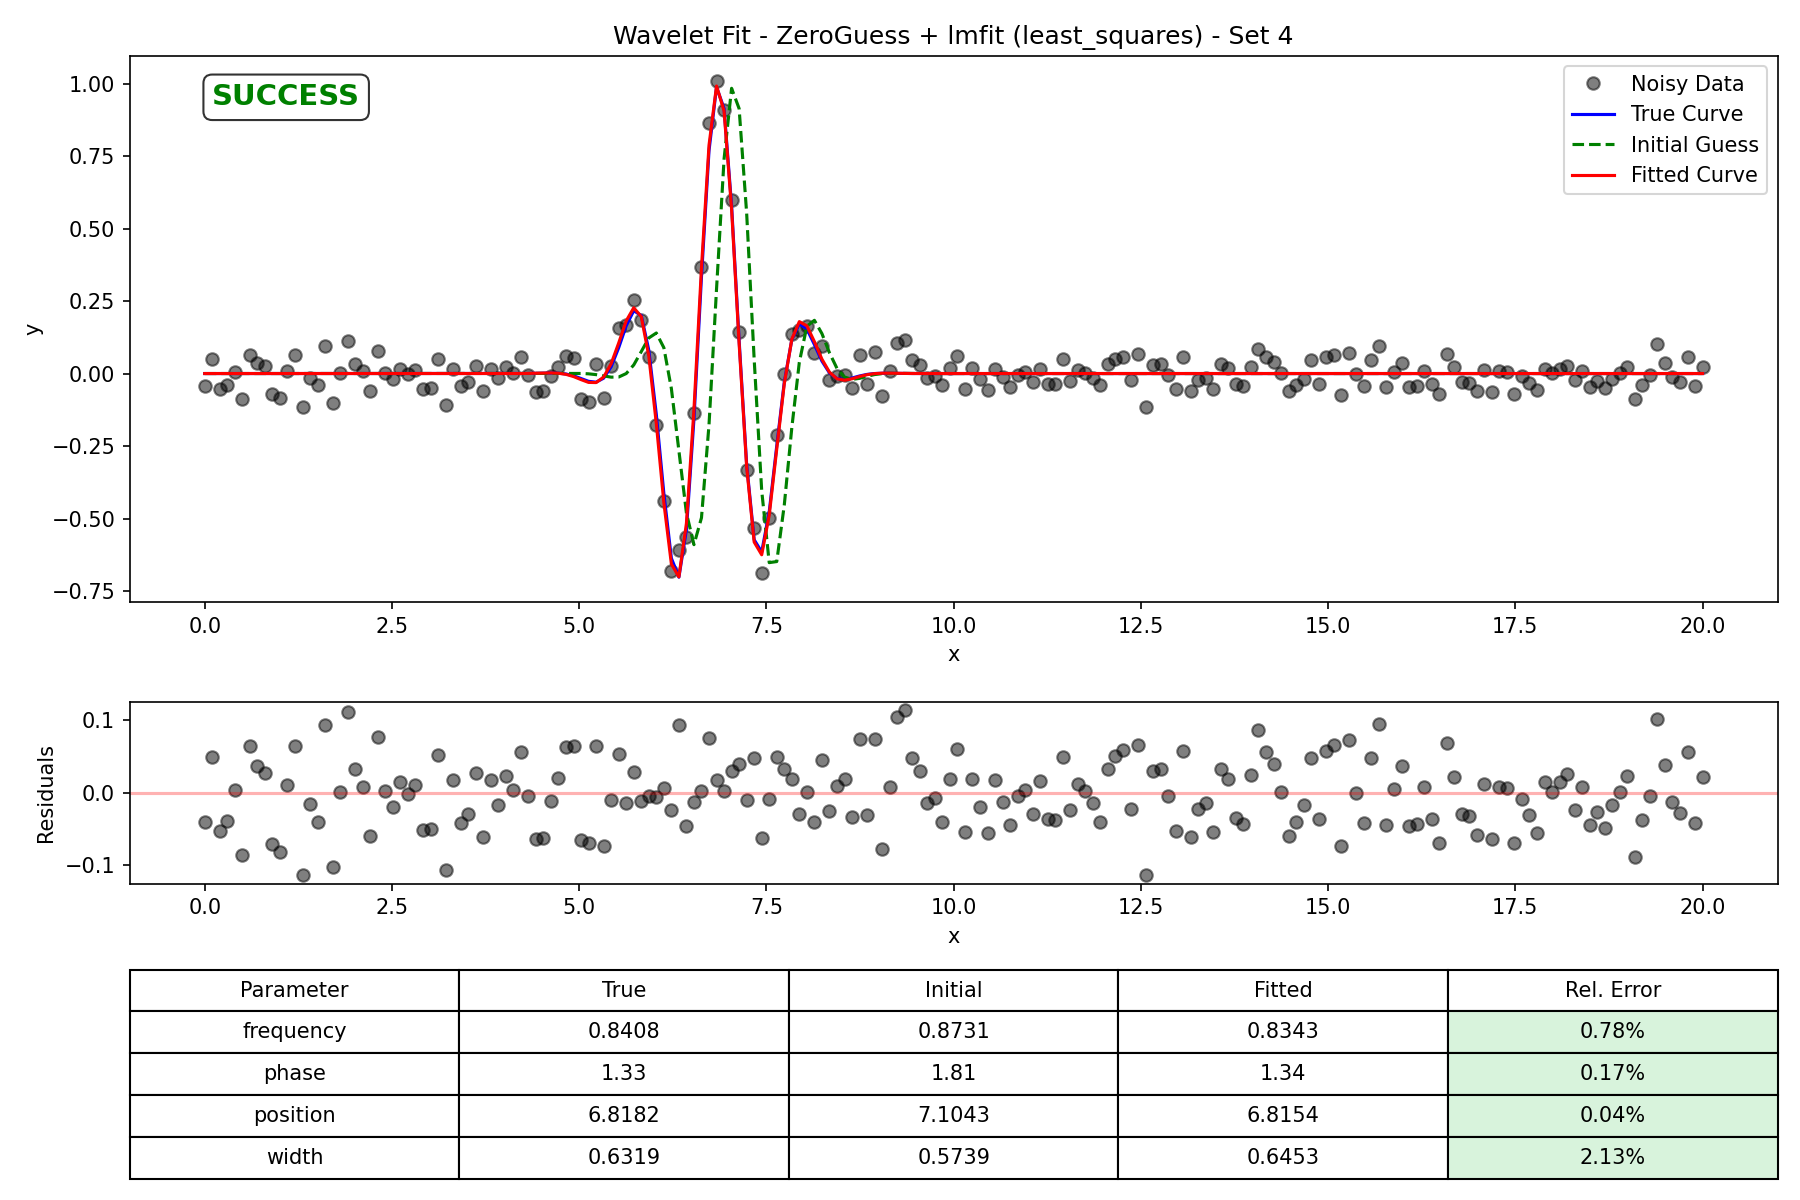 Wavelet Fit - ZeroGuess + lmfit (least_squares) - Set 4
SUCCESS
Noisy Data
True Curve
Initial Guess
Fitted Curve
1.00
0.75
0.50
0.25
0.00
−0.25
−0.50
−0.75
y
0.0 2.5 5.0 7.5 10.0 12.5 15.0 17.5 20.0
x
0.1
0.0
−0.1
Residuals
0.0 2.5 5.0 7.5 10.0 12.5 15.0 17.5 20.0
x
Parameter True Initial Fitted Rel. Error
frequency 0.8408 0.8731 0.8343 0.78%
phase 1.33 1.81 1.34 0.17%
position 6.8182 7.1043 6.8154 0.04%
width 0.6319 0.5739 0.6453 2.13%